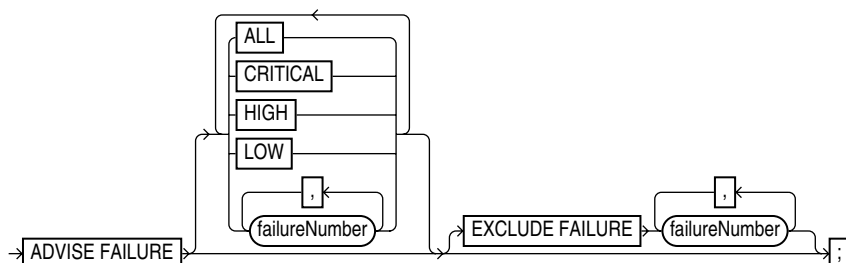 ALL
CRITICAL
HIGH
LOW
,
failureNumber
ADVISE FAILURE
EXCLUDE FAILURE
,
failureNumber
;